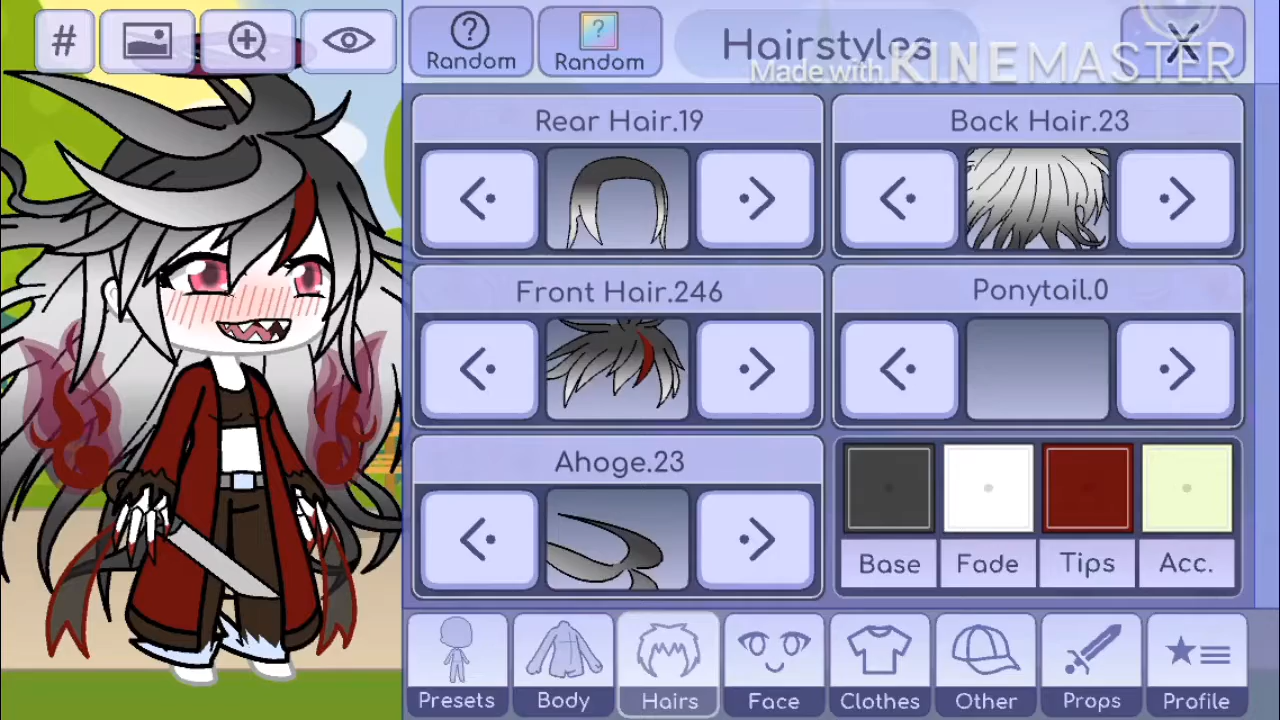 #
? Random
? Random
Hairstyles
Made with KINEMASTER
Rear Hair.19
Back Hair.23
Front Hair.246
Ponytail.0
Ahoge.23
Base
Fade
Tips
Acc.
Presets
Body
Hairs
Face
Clothes
Other
Props
Profile